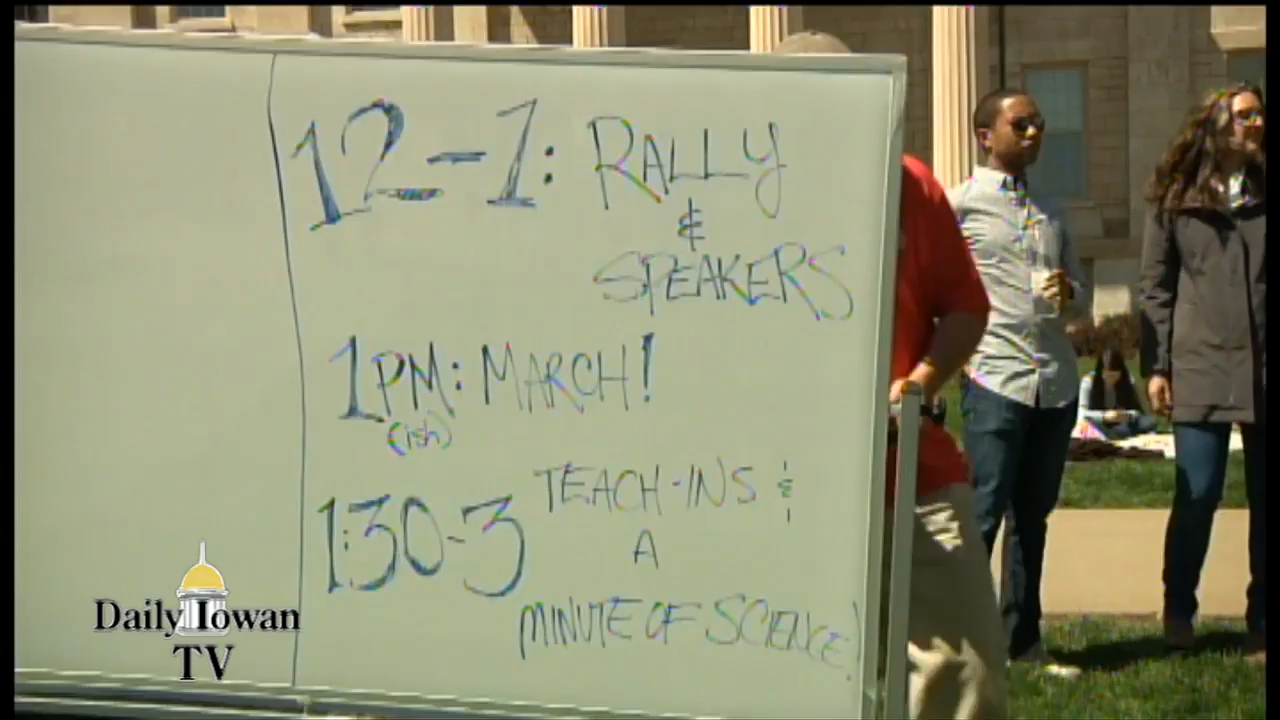 12-1: RALLY
&
SPEAKERS
1PM: MARCH!
(ish)
1:30-3 TEACH-INS &
A
MINUTE OF SCIENCE!
Daily Iowan
TV